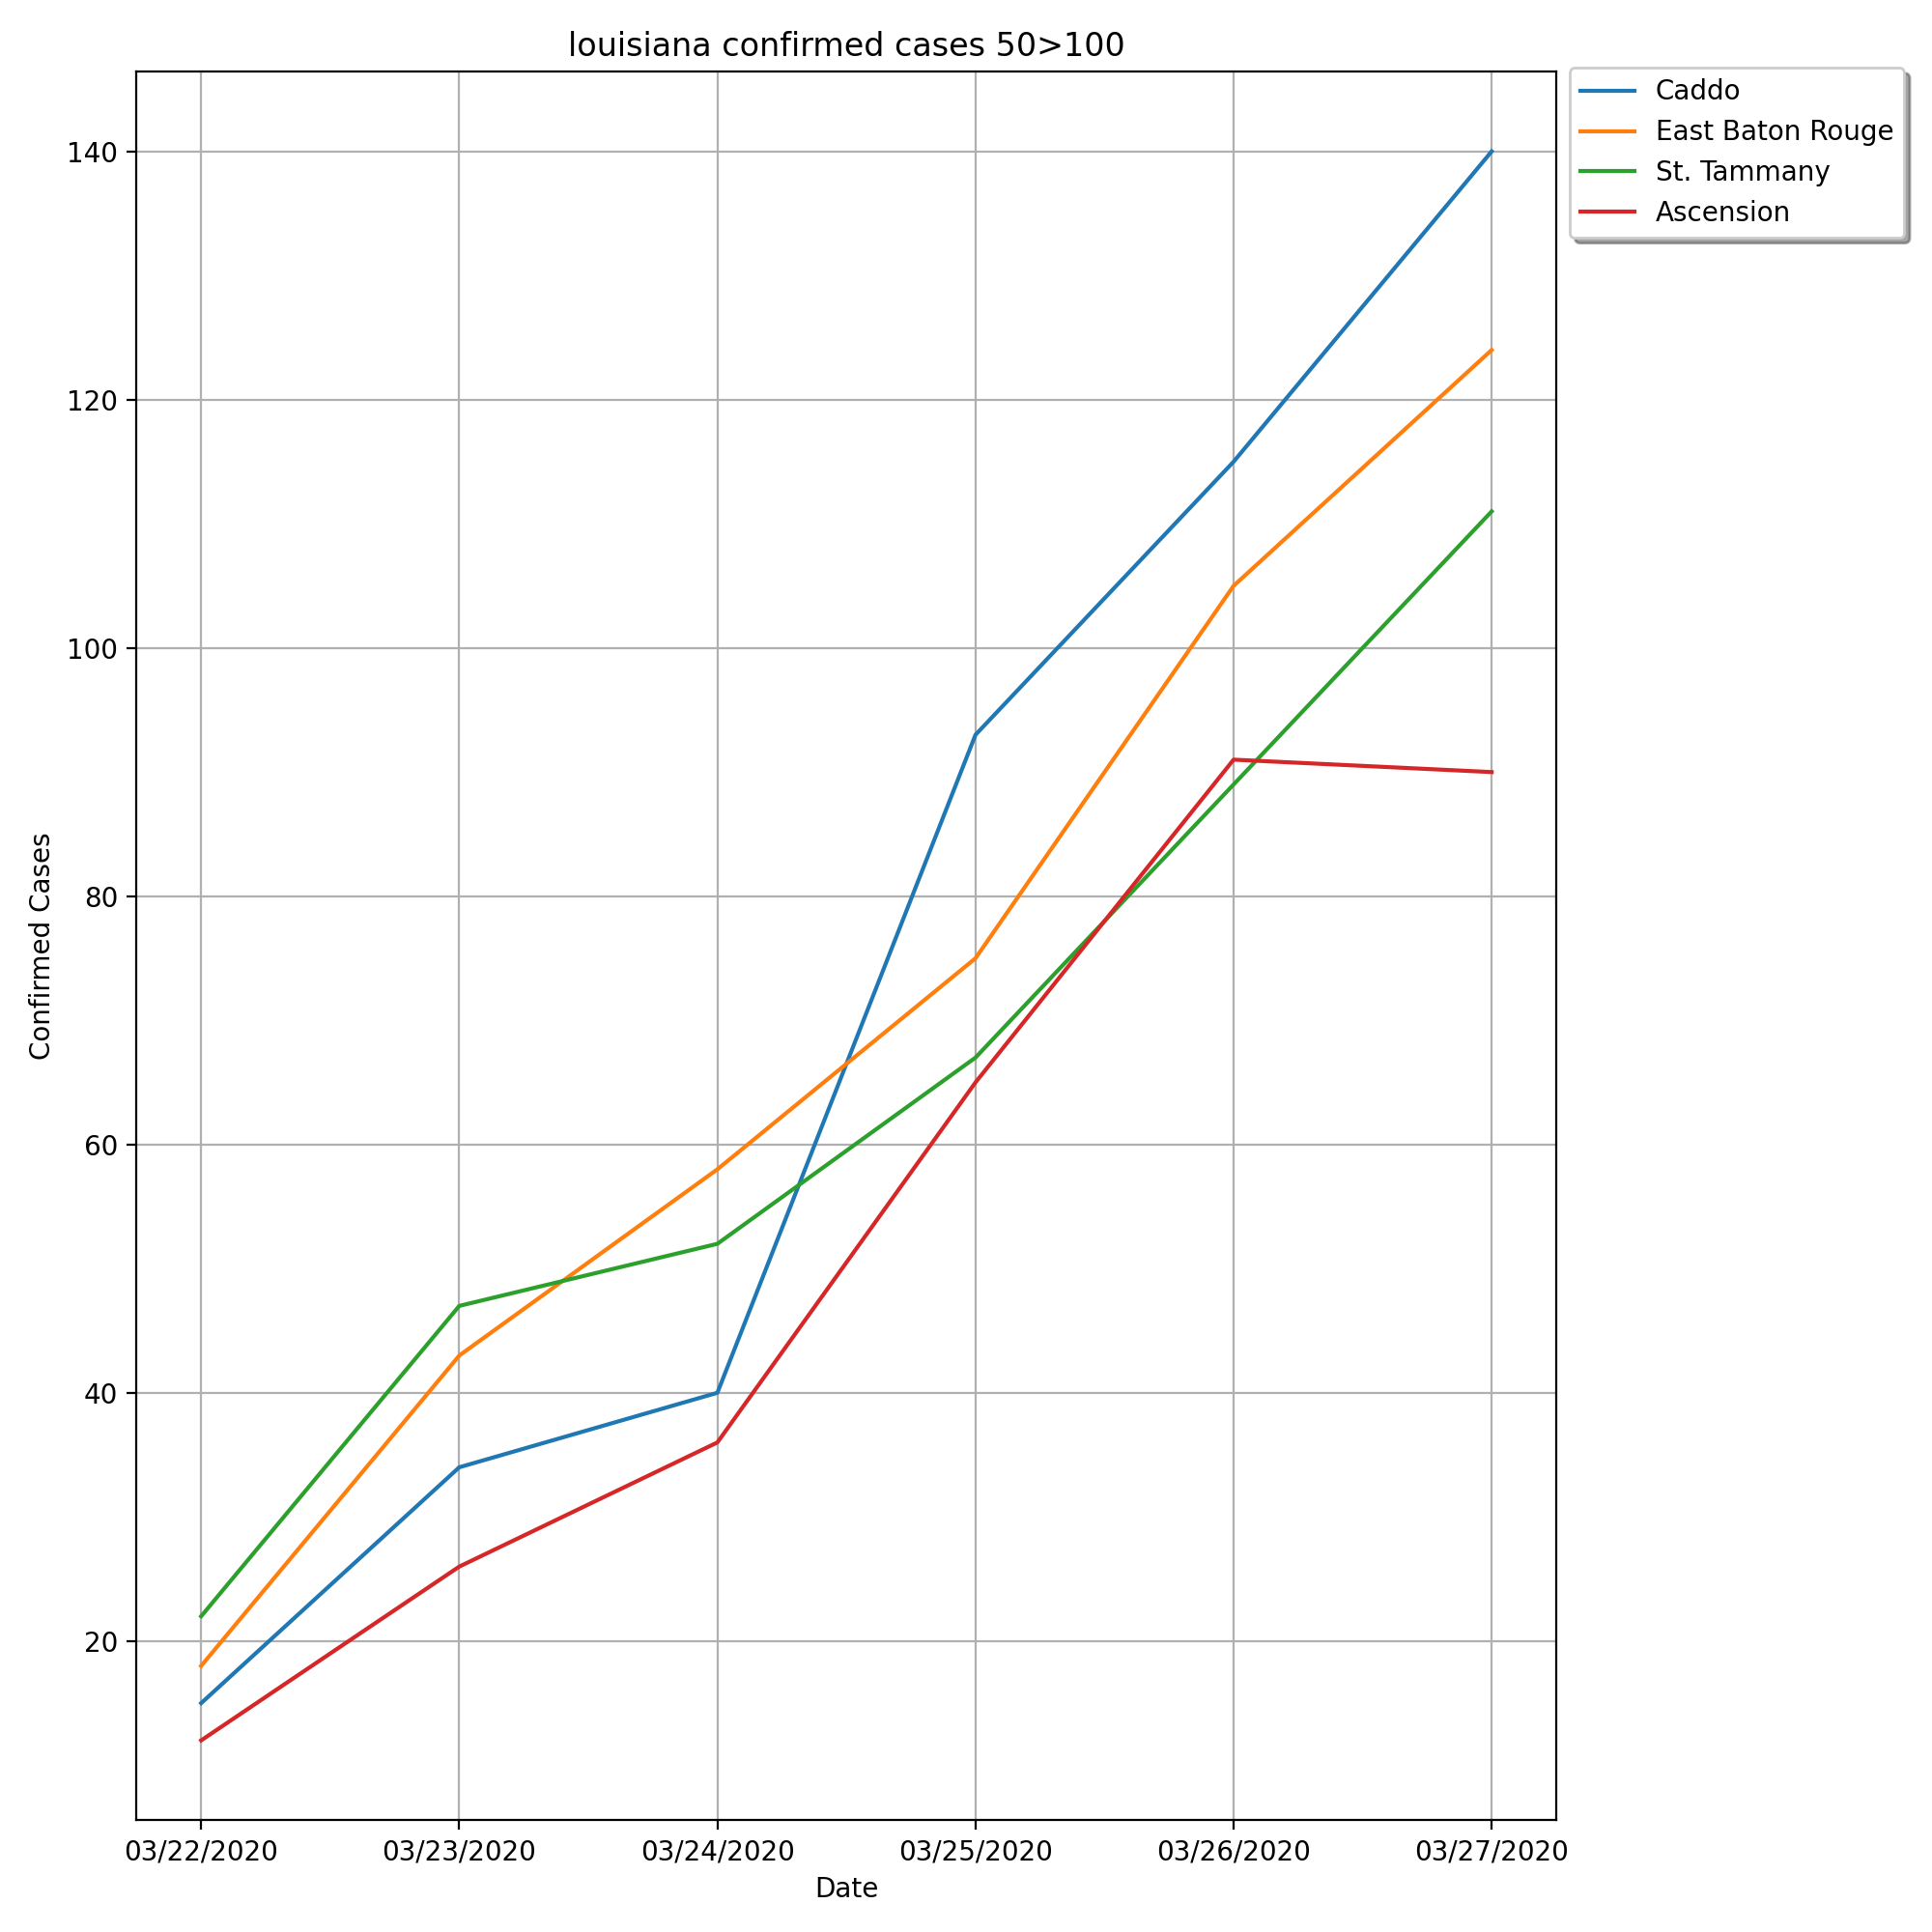 louisiana confirmed cases 50>100
Caddo
East Baton Rouge
St. Tammany
Ascension
140
120
100
80
60
40
20
Confirmed Cases
03/22/2020 03/23/2020 03/24/2020 03/25/2020 03/26/2020 03/27/2020
Date